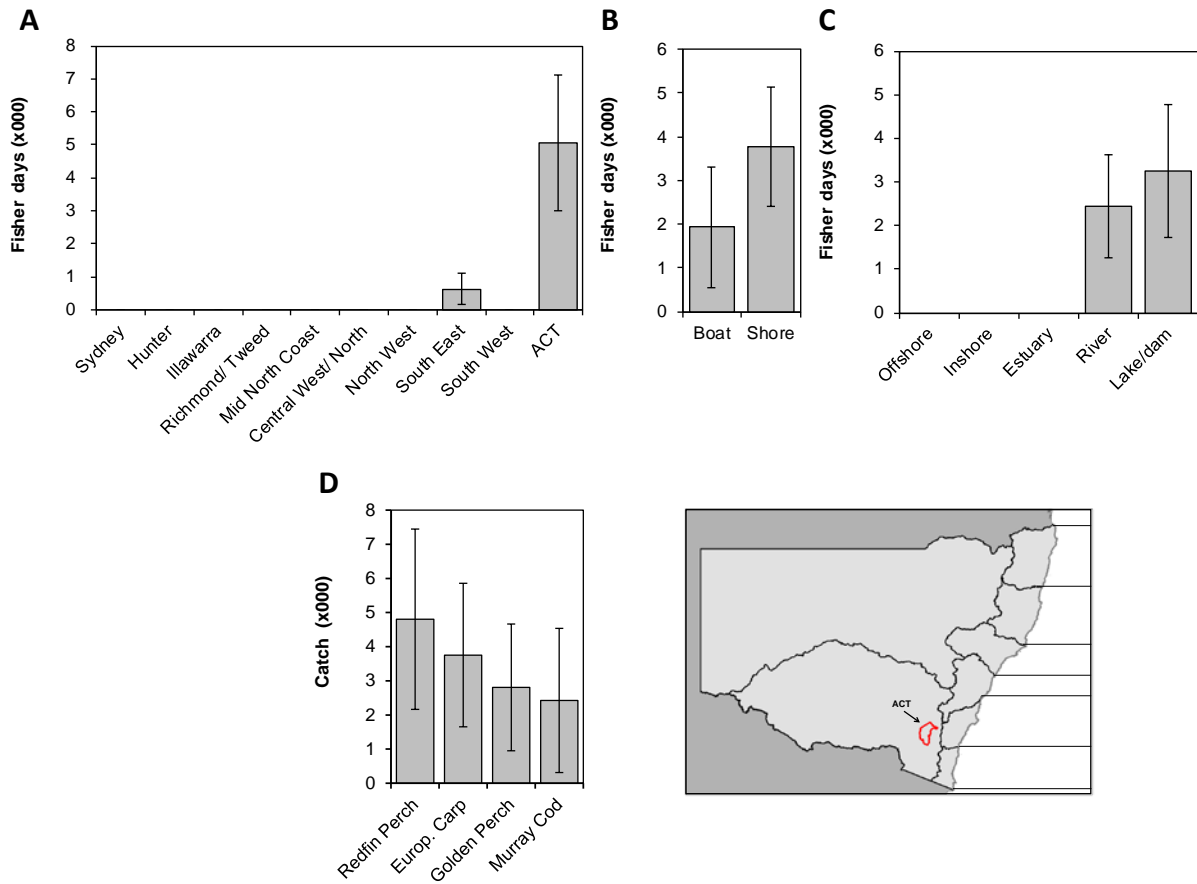 A
Fisher days (x000)
8
7
6
5
4
3
2
1
0
Sydney
Hunter
Illawarra
Richmond/ Tweed
Mid North Coast
Central West/ North
North West
South East
South West
ACT
B
Fisher days (x000)
6
5
4
3
2
1
0
Boat
Shore
C
Fisher days (x000)
6
5
4
3
2
1
0
Offshore
Inshore
Estuary
River
Lake/dam
D
Catch (x000)
8
7
6
5
4
3
2
1
0
Redfin Perch
Europ. Carp
Golden Perch
Murray Cod
ACT